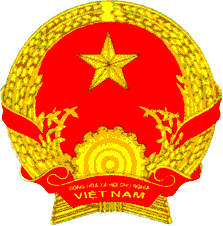 CỘNG HÒA XÃ HỘI CHỦ NGHĨA
VIỆT NAM